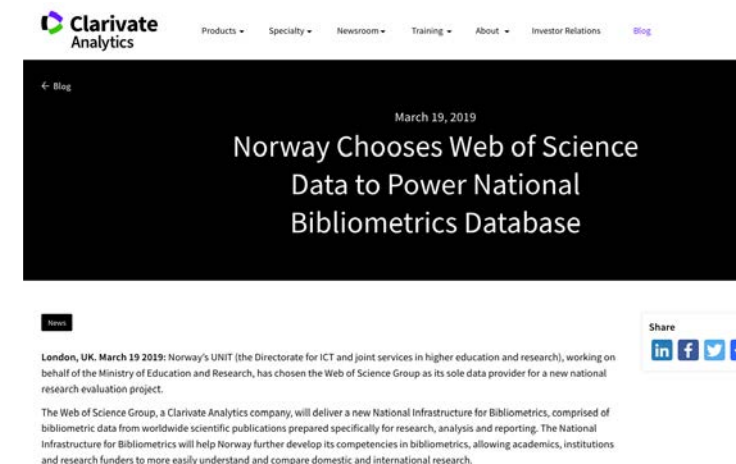 Clarivate
Analytics
Products
Specialty
Newsroom
Training
About
Investor Relations
Blog
← Blog
March 19, 2019
Norway Chooses Web of Science
Data to Power National
Bibliometrics Database
News
Share
London, UK. March 19 2019: Norway's UNIT (the Directorate for ICT and joint services in higher education and research), working on
behalf of the Ministry of Education and Research, has chosen the Web of Science Group as its sole data provider for a new national
research evaluation project.
The Web of Science Group, a Clarivate Analytics company, will deliver a new National Infrastructure for Bibliometrics, comprised of
bibliometric data from worldwide scientific publications prepared specifically for research, analysis and reporting. The National
Infrastructure for Bibliometrics will help Norway further develop its competencies in bibliometrics, allowing academics, institutions
and research funders to more easily understand and compare domestic and international research.